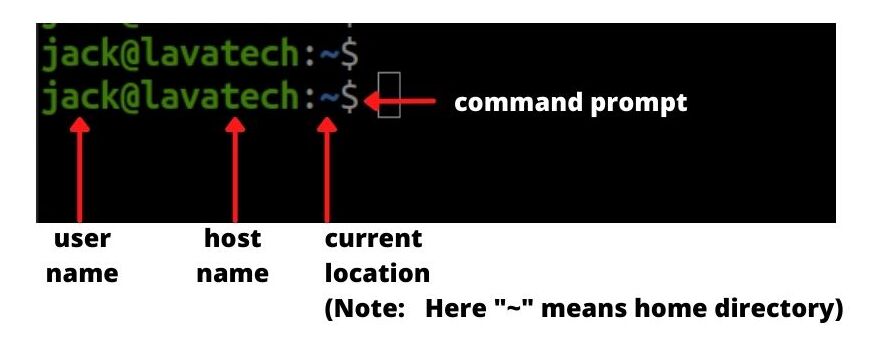 jack@lavatech:~$
jack@lavatech:~$
command prompt
user name
host name
current location
(Note: Here "~" means home directory)